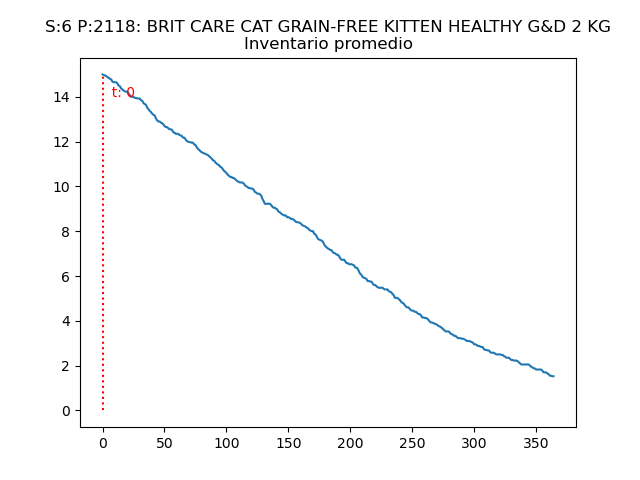 S:6 P:2118: BRIT CARE CAT GRAIN-FREE KITTEN HEALTHY G&D 2 KG
Inventario promedio
14
t: 0
12
10
8
6
4
2
0
0 50 100 150 200 250 300 350